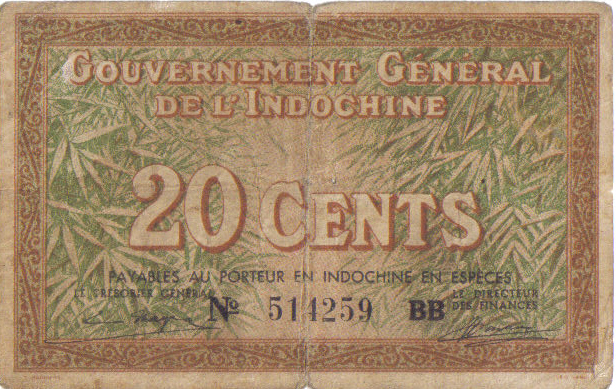 GOUVERNEMENT GÉNÉRAL
DE L'INDOCHINE
20 CENTS
PAYABLES AU PORTEUR EN INDOCHINE EN ESPÈCES
LE TRÉSORIER GÉNÉRAL
No 514259 BB
LE DIRECTEUR
DES FINANCES